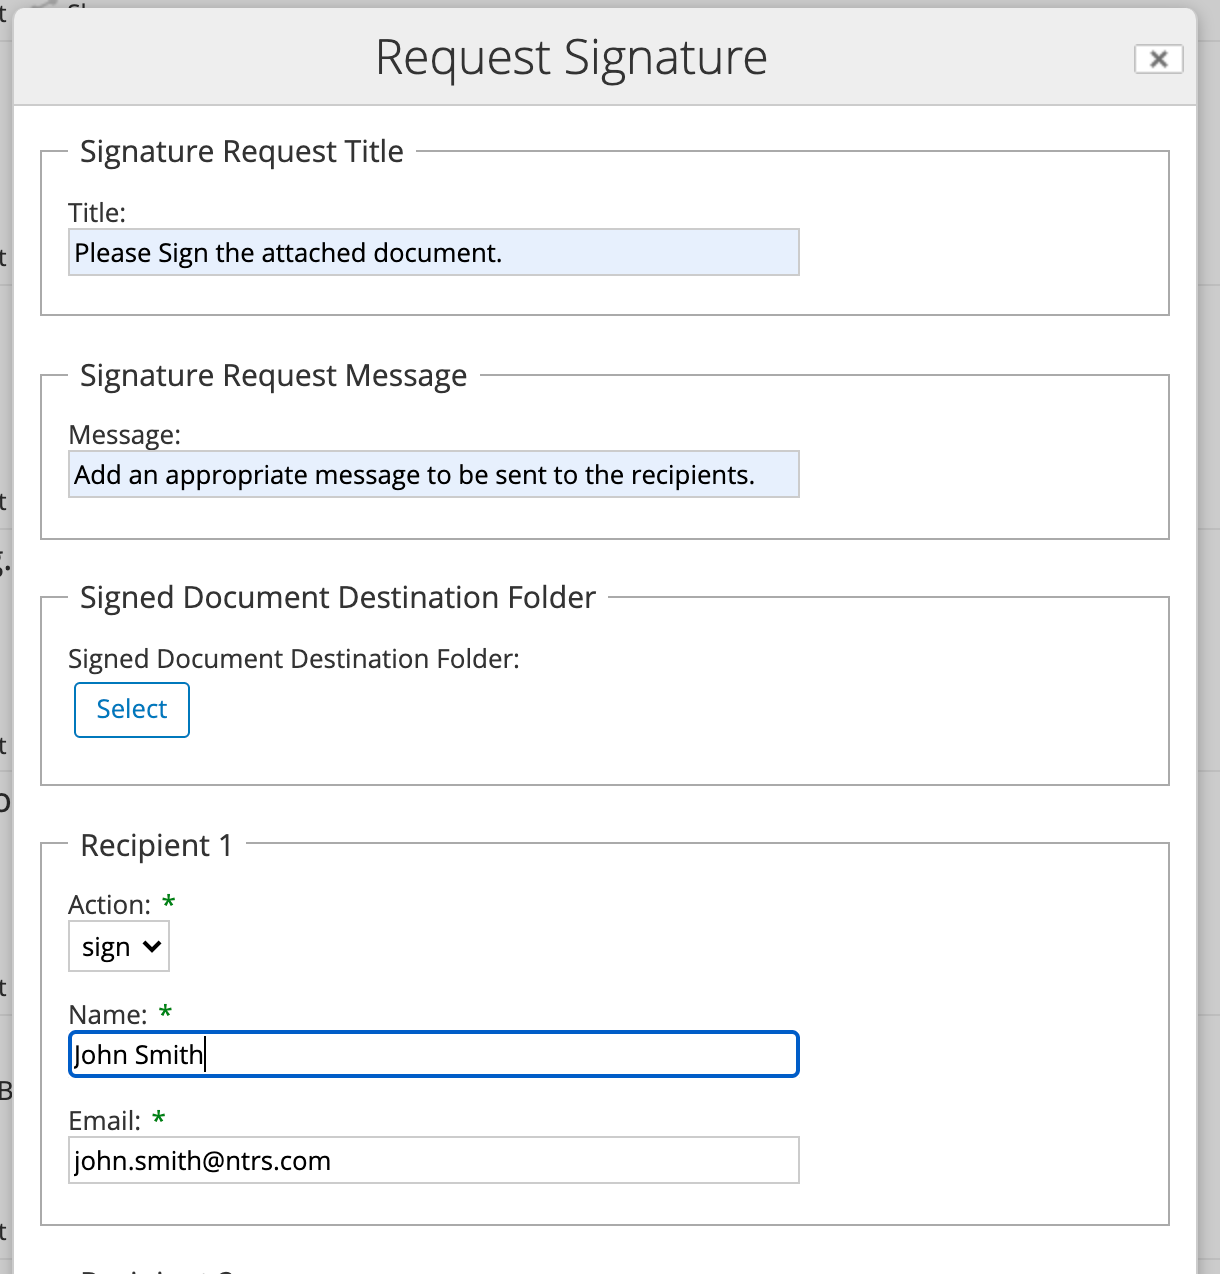 Request Signature
Signature Request Title
Title:
Please Sign the attached document.
Signature Request Message
Message:
Add an appropriate message to be sent to the recipients.
Signed Document Destination Folder
Signed Document Destination Folder:
Select
Recipient 1
Action: *
sign
Name: *
John Smith
Email: *
john.smith@ntrs.com